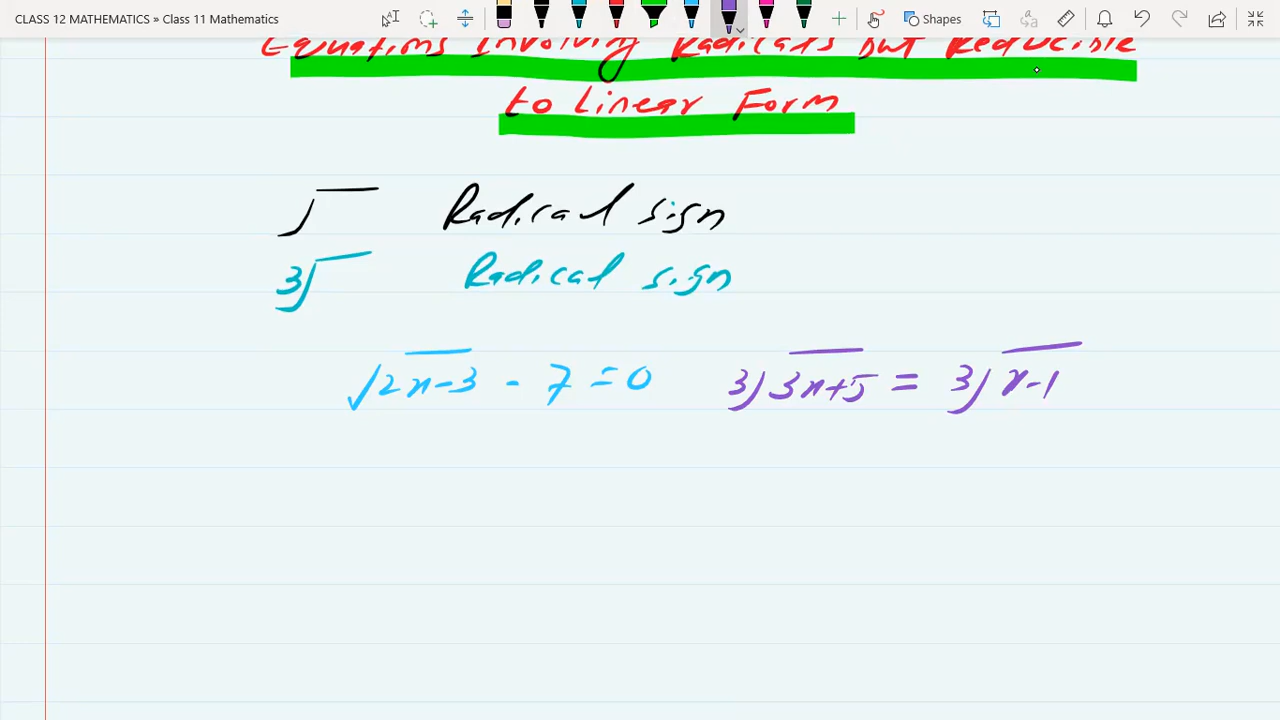 CLASS 12 MATHEMATICS » Class 11 Mathematics
Shapes
Equations Involving Radicals but Reducible
to Linear Form
√ Radical sign
3√ Radical sign
√2x-3 - 7 = 0 3√3x+5 = 3√x-1